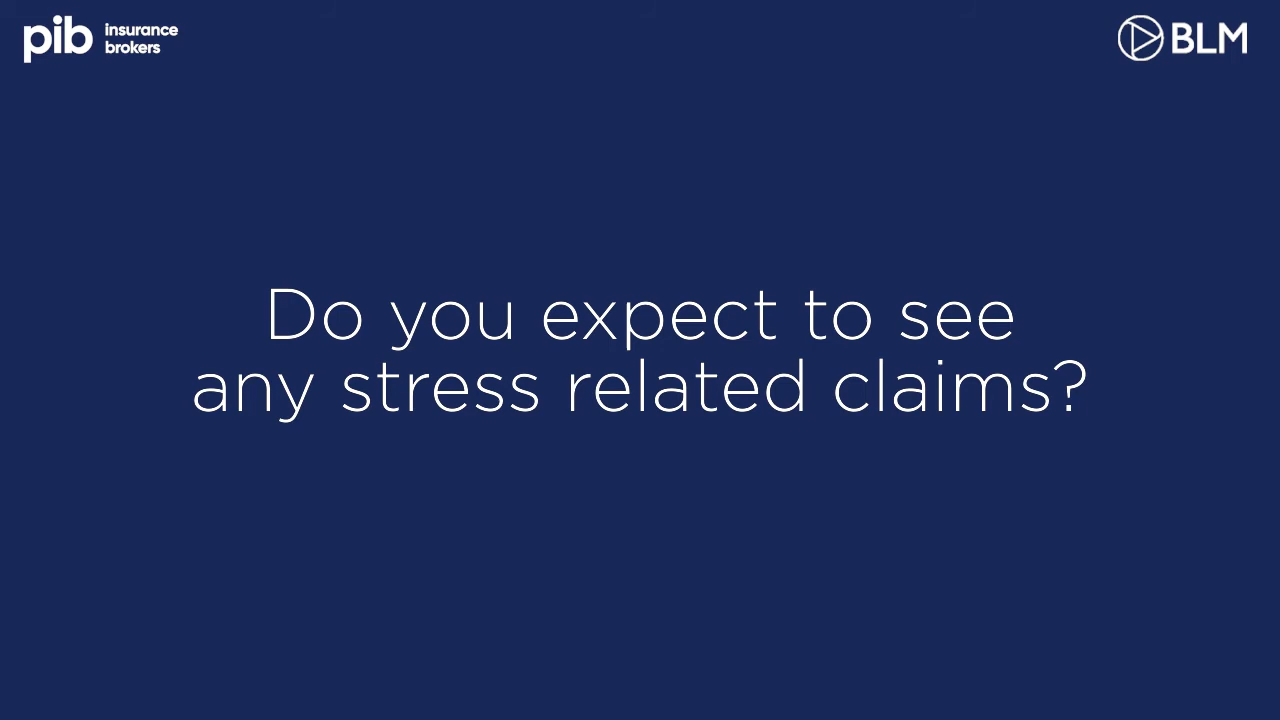 pib insurance
brokers
BLM
Do you expect to see
any stress related claims?